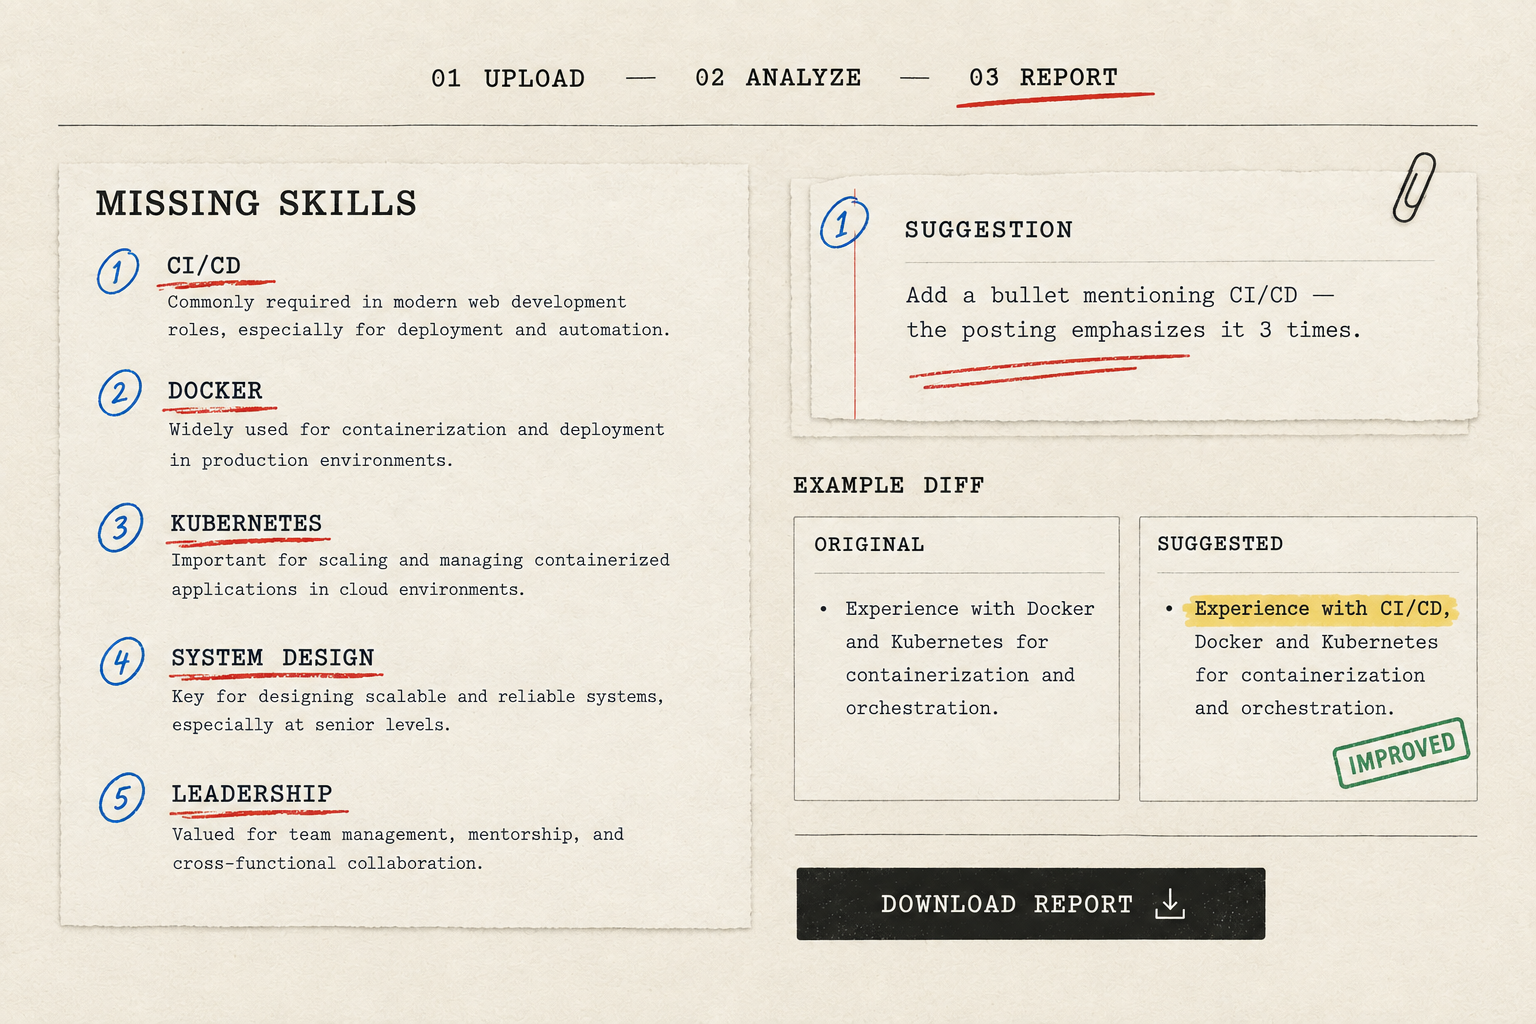 01 UPLOAD — 02 ANALYZE — 03 REPORT
MISSING SKILLS
1 CI/CD
Commonly required in modern web development
roles, especially for deployment and automation.
2 DOCKER
Widely used for containerization and deployment
in production environments.
3 KUBERNETES
Important for scaling and managing containerized
applications in cloud environments.
4 SYSTEM DESIGN
Key for designing scalable and reliable systems,
especially at senior levels.
5 LEADERSHIP
Valued for team management, mentorship, and
cross-functional collaboration.
1 SUGGESTION
Add a bullet mentioning CI/CD —
the posting emphasizes it 3 times.
EXAMPLE DIFF
ORIGINAL
• Experience with Docker
and Kubernetes for
containerization and
orchestration.
SUGGESTED
• Experience with CI/CD,
Docker and Kubernetes
for containerization
and orchestration.
IMPROVED
DOWNLOAD REPORT